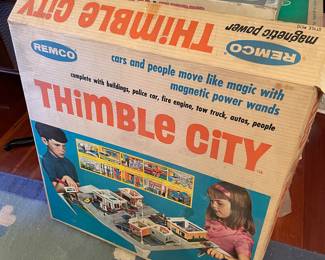 THiMBLE CiTY
magnetic power
REMCO
REMCO
cars and people move like magic with
magnetic power wands
complete with buildings, police car, fire engine, tow truck, autos, people
REMCO
THiMBLE CiTY